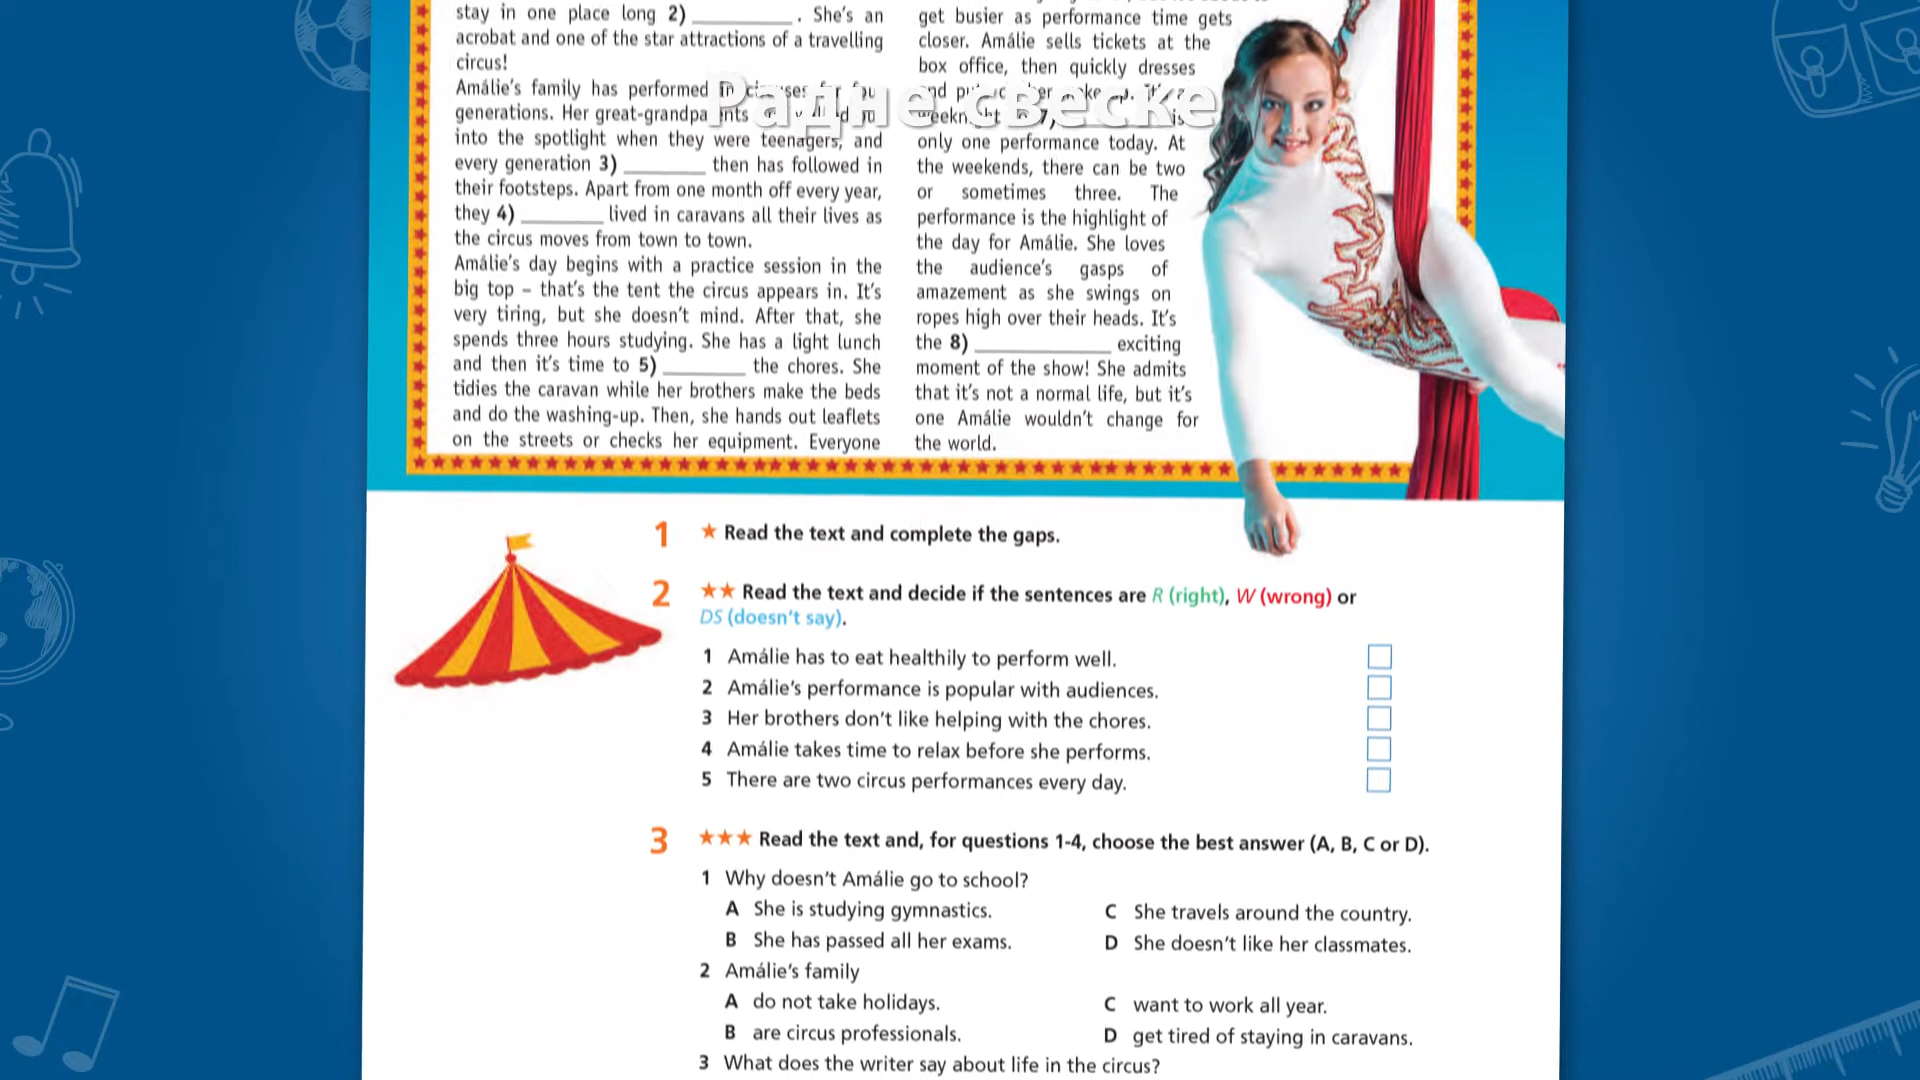 stay in one place long 2) ________ . She's an
acrobat and one of the star attractions of a travelling
circus!
Amálie's family has performed in
generations. Her great-grandpa
into the spotlight when they were teenagers, and
every generation 3) ________ then has followed in
their footsteps. Apart from one month off every year,
they 4) ________ lived in caravans all their lives as
the circus moves from town to town.
Amálie's day begins with a practice session in the
big top – that's the tent the circus appears in. It's
very tiring, but she doesn't mind. After that, she
spends three hours studying. She has a light lunch
and then it's time to 5) ________ the chores. She
tidies the caravan while her brothers make the beds
and do the washing-up. Then, she hands out leaflets
on the streets or checks her equipment. Everyone
get busier as performance time gets
closer. Amálie sells tickets at the
box office, then quickly dresses
7)
only one performance today. At
the weekends, there can be two
or sometimes three. The
performance is the highlight of
the day for Amálie. She loves
the audience's gasps of
amazement as she swings on
ropes high over their heads. It's
the 8) ________ exciting
moment of the show! She admits
that it's not a normal life, but it's
one Amálie wouldn't change for
the world.
Радне свеске
1 ★ Read the text and complete the gaps.
2 ★★ Read the text and decide if the sentences are R (right), W (wrong) or
DS (doesn't say).
1 Amálie has to eat healthily to perform well.
2 Amálie's performance is popular with audiences.
3 Her brothers don't like helping with the chores.
4 Amálie takes time to relax before she performs.
5 There are two circus performances every day.
3 ★★★ Read the text and, for questions 1-4, choose the best answer (A, B, C or D).
1 Why doesn't Amálie go to school?
A She is studying gymnastics. C She travels around the country.
B She has passed all her exams. D She doesn't like her classmates.
2 Amálie's family
A do not take holidays. C want to work all year.
B are circus professionals. D get tired of staying in caravans.
3 What does the writer say about life in the circus?